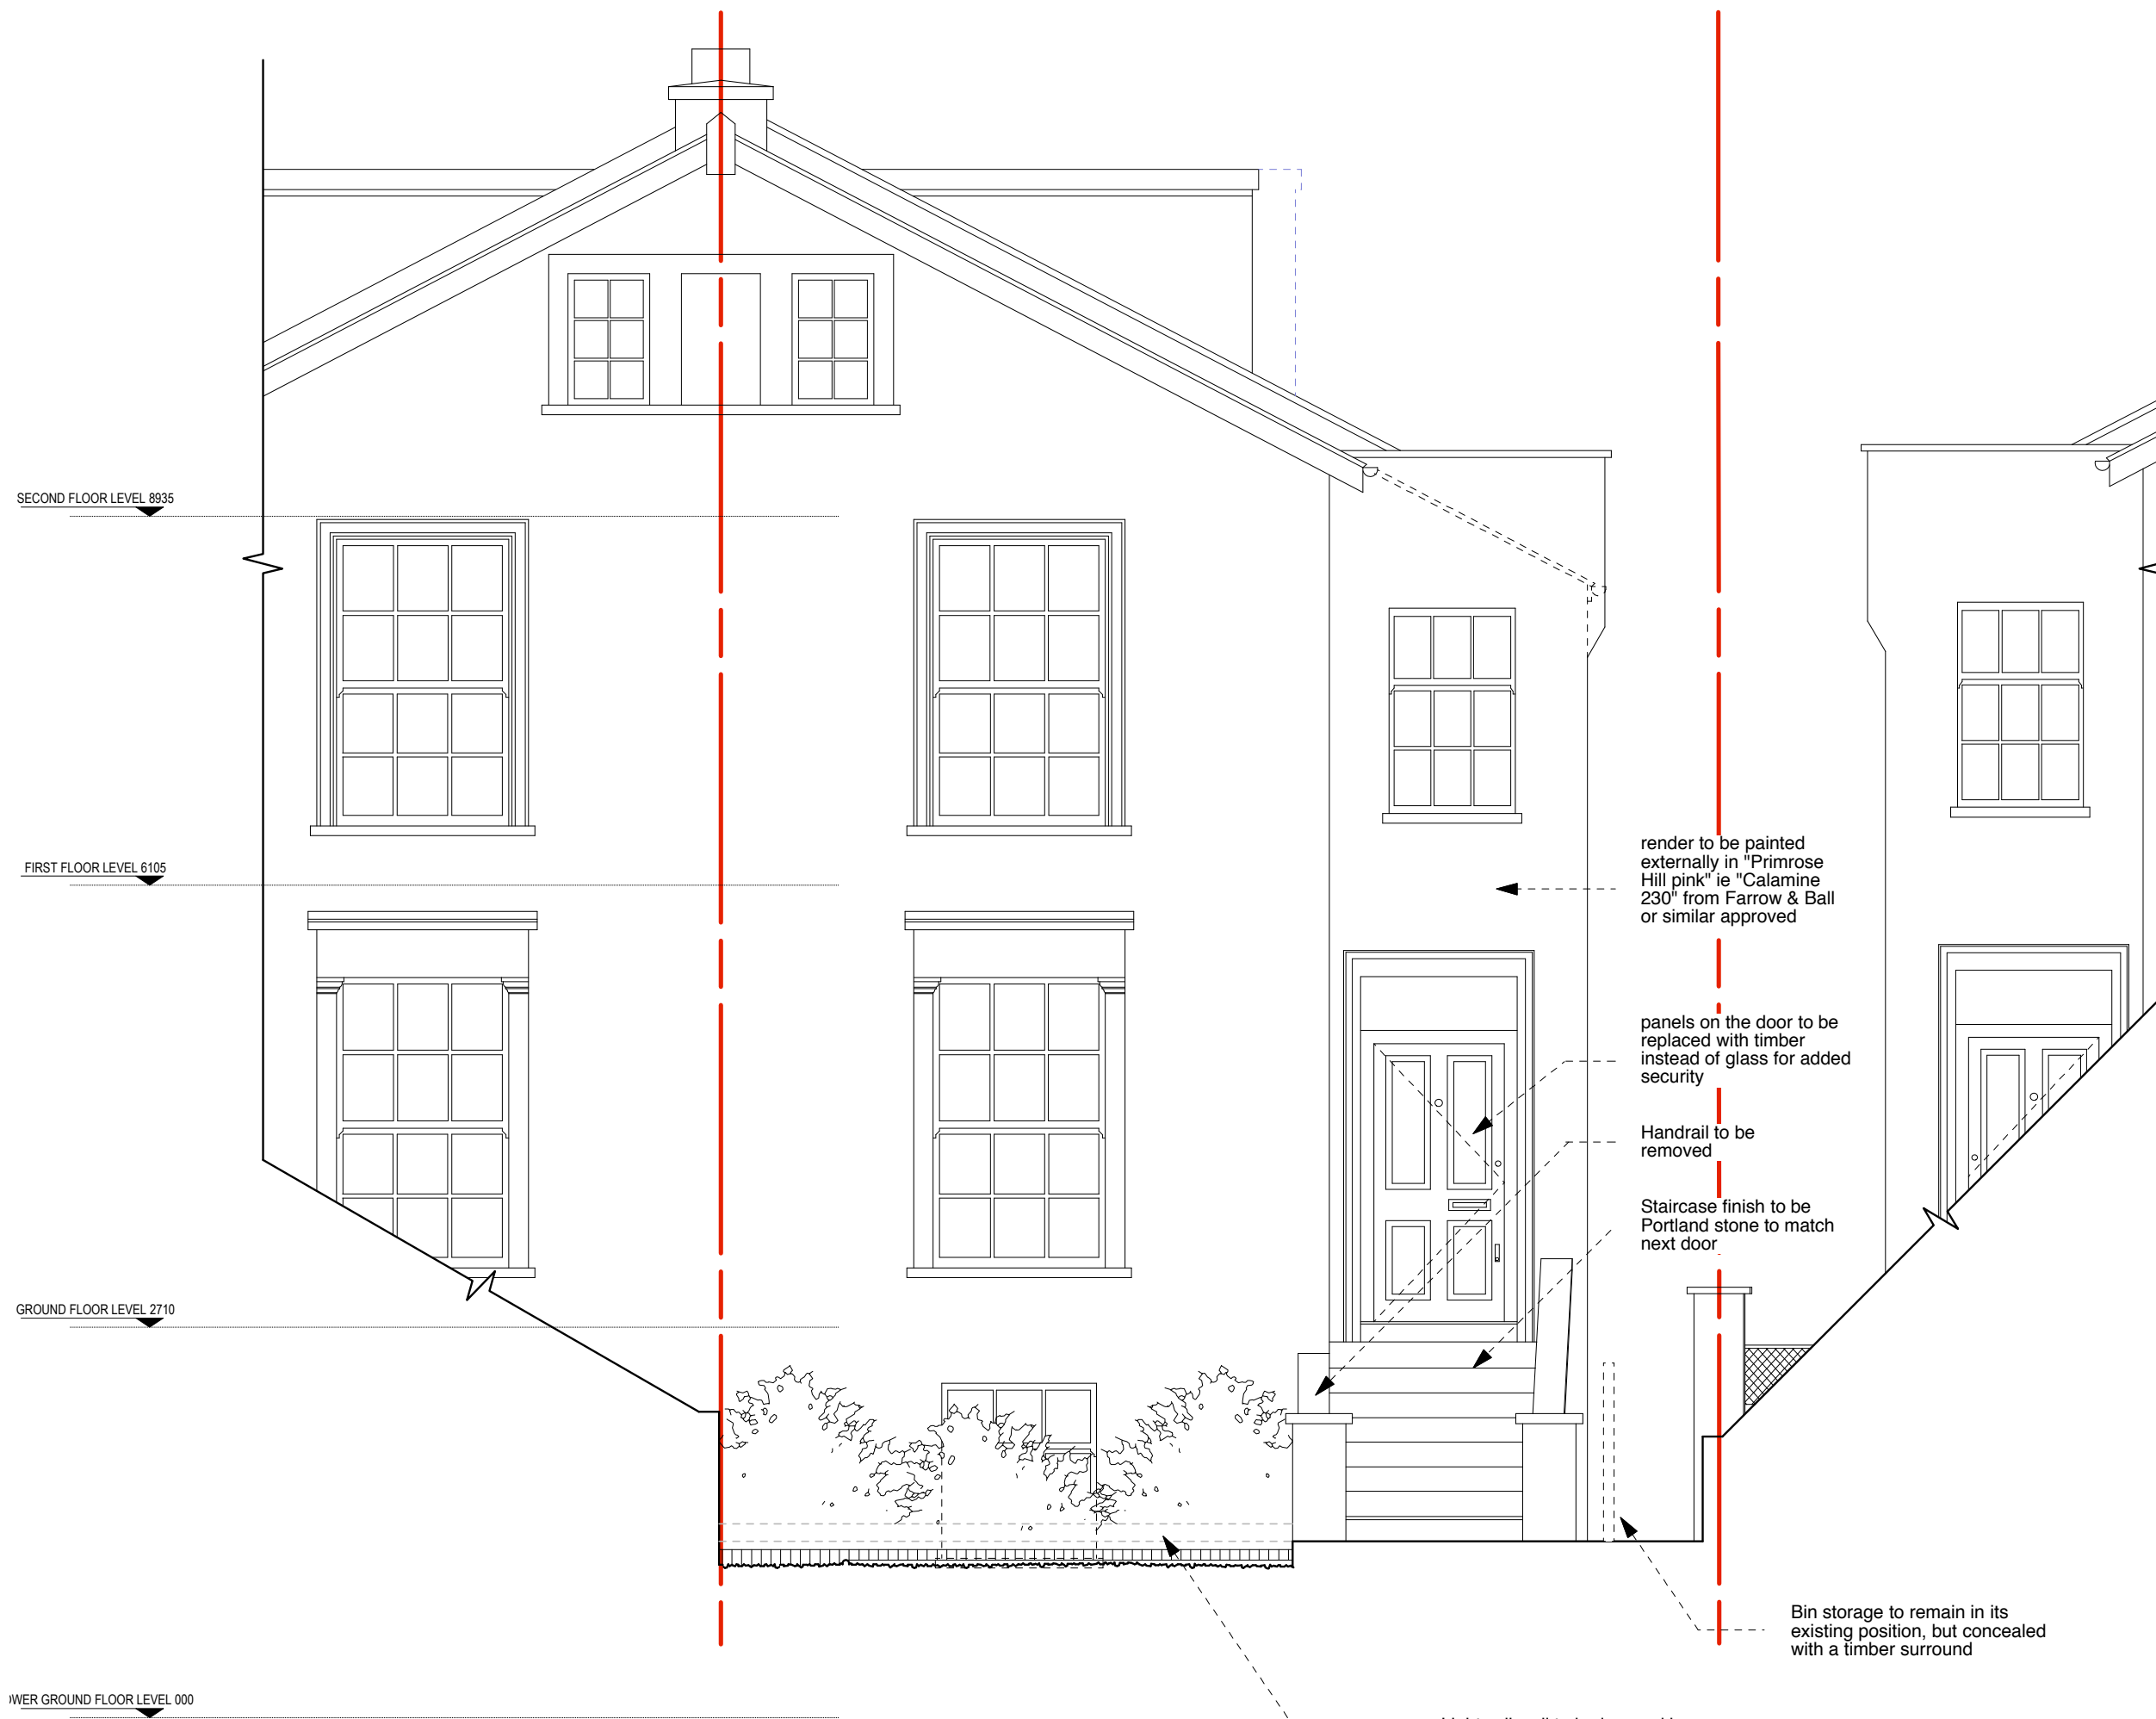 SECOND FLOOR LEVEL 8935
FIRST FLOOR LEVEL 6105
render to be painted
externally in "Primrose
Hill pink" ie "Calamine
230" from Farrow & Ball
or similar approved
panels on the door to be
replaced with timber
instead of glass for added
security
Handrail to be
removed
Staircase finish to be
Portland stone to match
next door
GROUND FLOOR LEVEL 2710
Bin storage to remain in its
existing position, but concealed
with a timber surround
GROUND FLOOR LEVEL 000